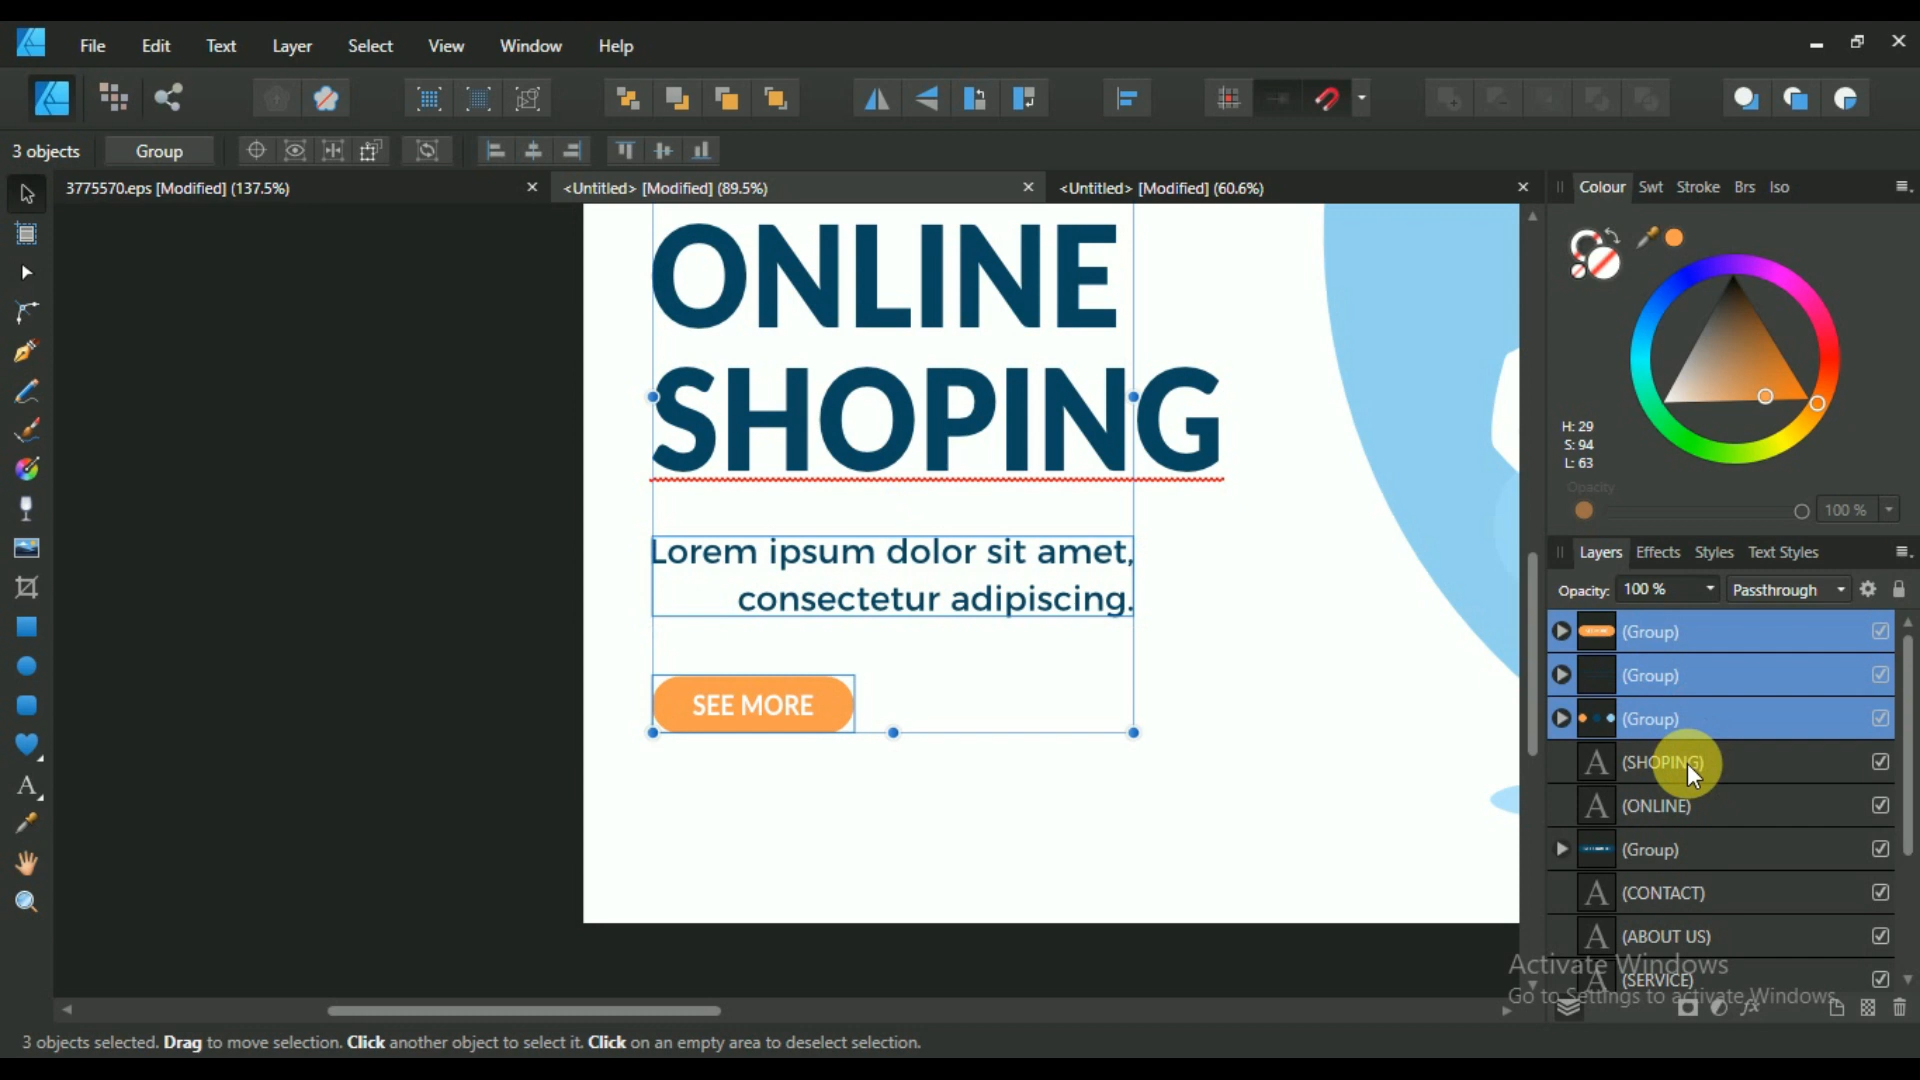 File Edit Text Layer Select View Window Help
3 objects Group
3775570.eps [Modified] (137.5%) <Untitled> [Modified] (89.5%) <Untitled> [Modified] (60.6%)
Colour Swt Stroke Brs Iso
H: 29
S: 94
L: 63
Opacity
100 %
ONLINE
SHOPING
Lorem ipsum dolor sit amet,
consectetur adipiscing.
SEE MORE
Layers Effects Styles Text Styles
Opacity: 100 % Passthrough
(Group)
(Group)
(Group)
A (SHOPING)
A (ONLINE)
(Group)
A (CONTACT)
A (ABOUT US)
A (SERVICE)
Activate Windows
Go to Settings to activate Windows.
3 objects selected. Drag to move selection. Click another object to select it. Click on an empty area to deselect selection.